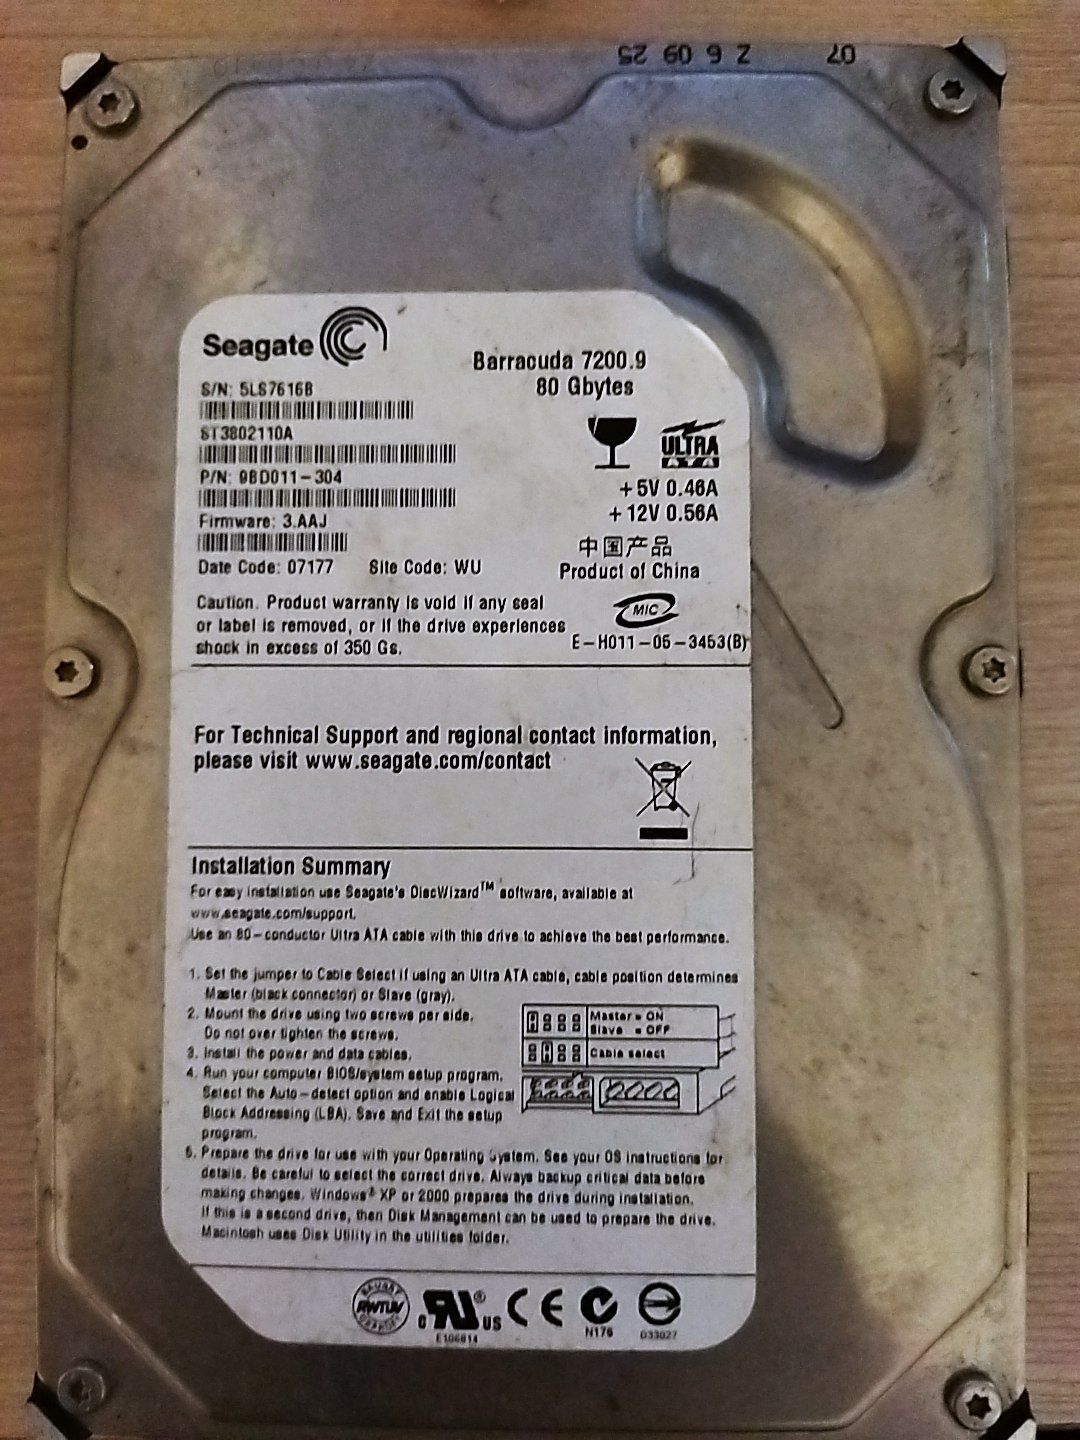 25 09 6 2 07
Seagate
Barracuda 7200.9
80 Gbytes
S/N: 5LS7616B
ST3802110A
P/N: 9BD011-304
Firmware: 3.AAJ
Date Code: 07177 Site Code: WU
ULTRA
ATA
+5V 0.46A
+12V 0.56A
中国产品
Product of China
Caution. Product warranty is void if any seal
or label is removed, or if the drive experiences
shock in excess of 350 Gs.
MIC
E-H011-05-3453(B)
For Technical Support and regional contact information,
please visit www.seagate.com/contact
Installation Summary
For easy installation use Seagate's DiscWizard™ software, available at
www.seagate.com/support.
Use an 80-conductor Ultra ATA cable with this drive to achieve the best performance.
1. Set the jumper to Cable Select if using an Ultra ATA cable, cable position determines
Master (black connector) or Slave (gray).
2. Mount the drive using two screws per side.
Do not over tighten the screws.
3. Install the power and data cables.
4. Run your computer BIOS/system setup program.
Select the Auto-detect option and enable Logical
Block Addressing (LBA). Save and Exit the setup
program.
Master = ON
Slave = OFF
Cable select
5. Prepare the drive for use with your Operating System. See your OS instructions for
details. Be careful to select the correct drive. Always backup critical data before
making changes. Windows® XP or 2000 prepares the drive during installation.
If this is a second drive, then Disk Management can be used to prepare the drive.
Macintosh uses Disk Utility in the utilities folder.
RWTUV
c RU ® US
E106814
CE
N176
D33027